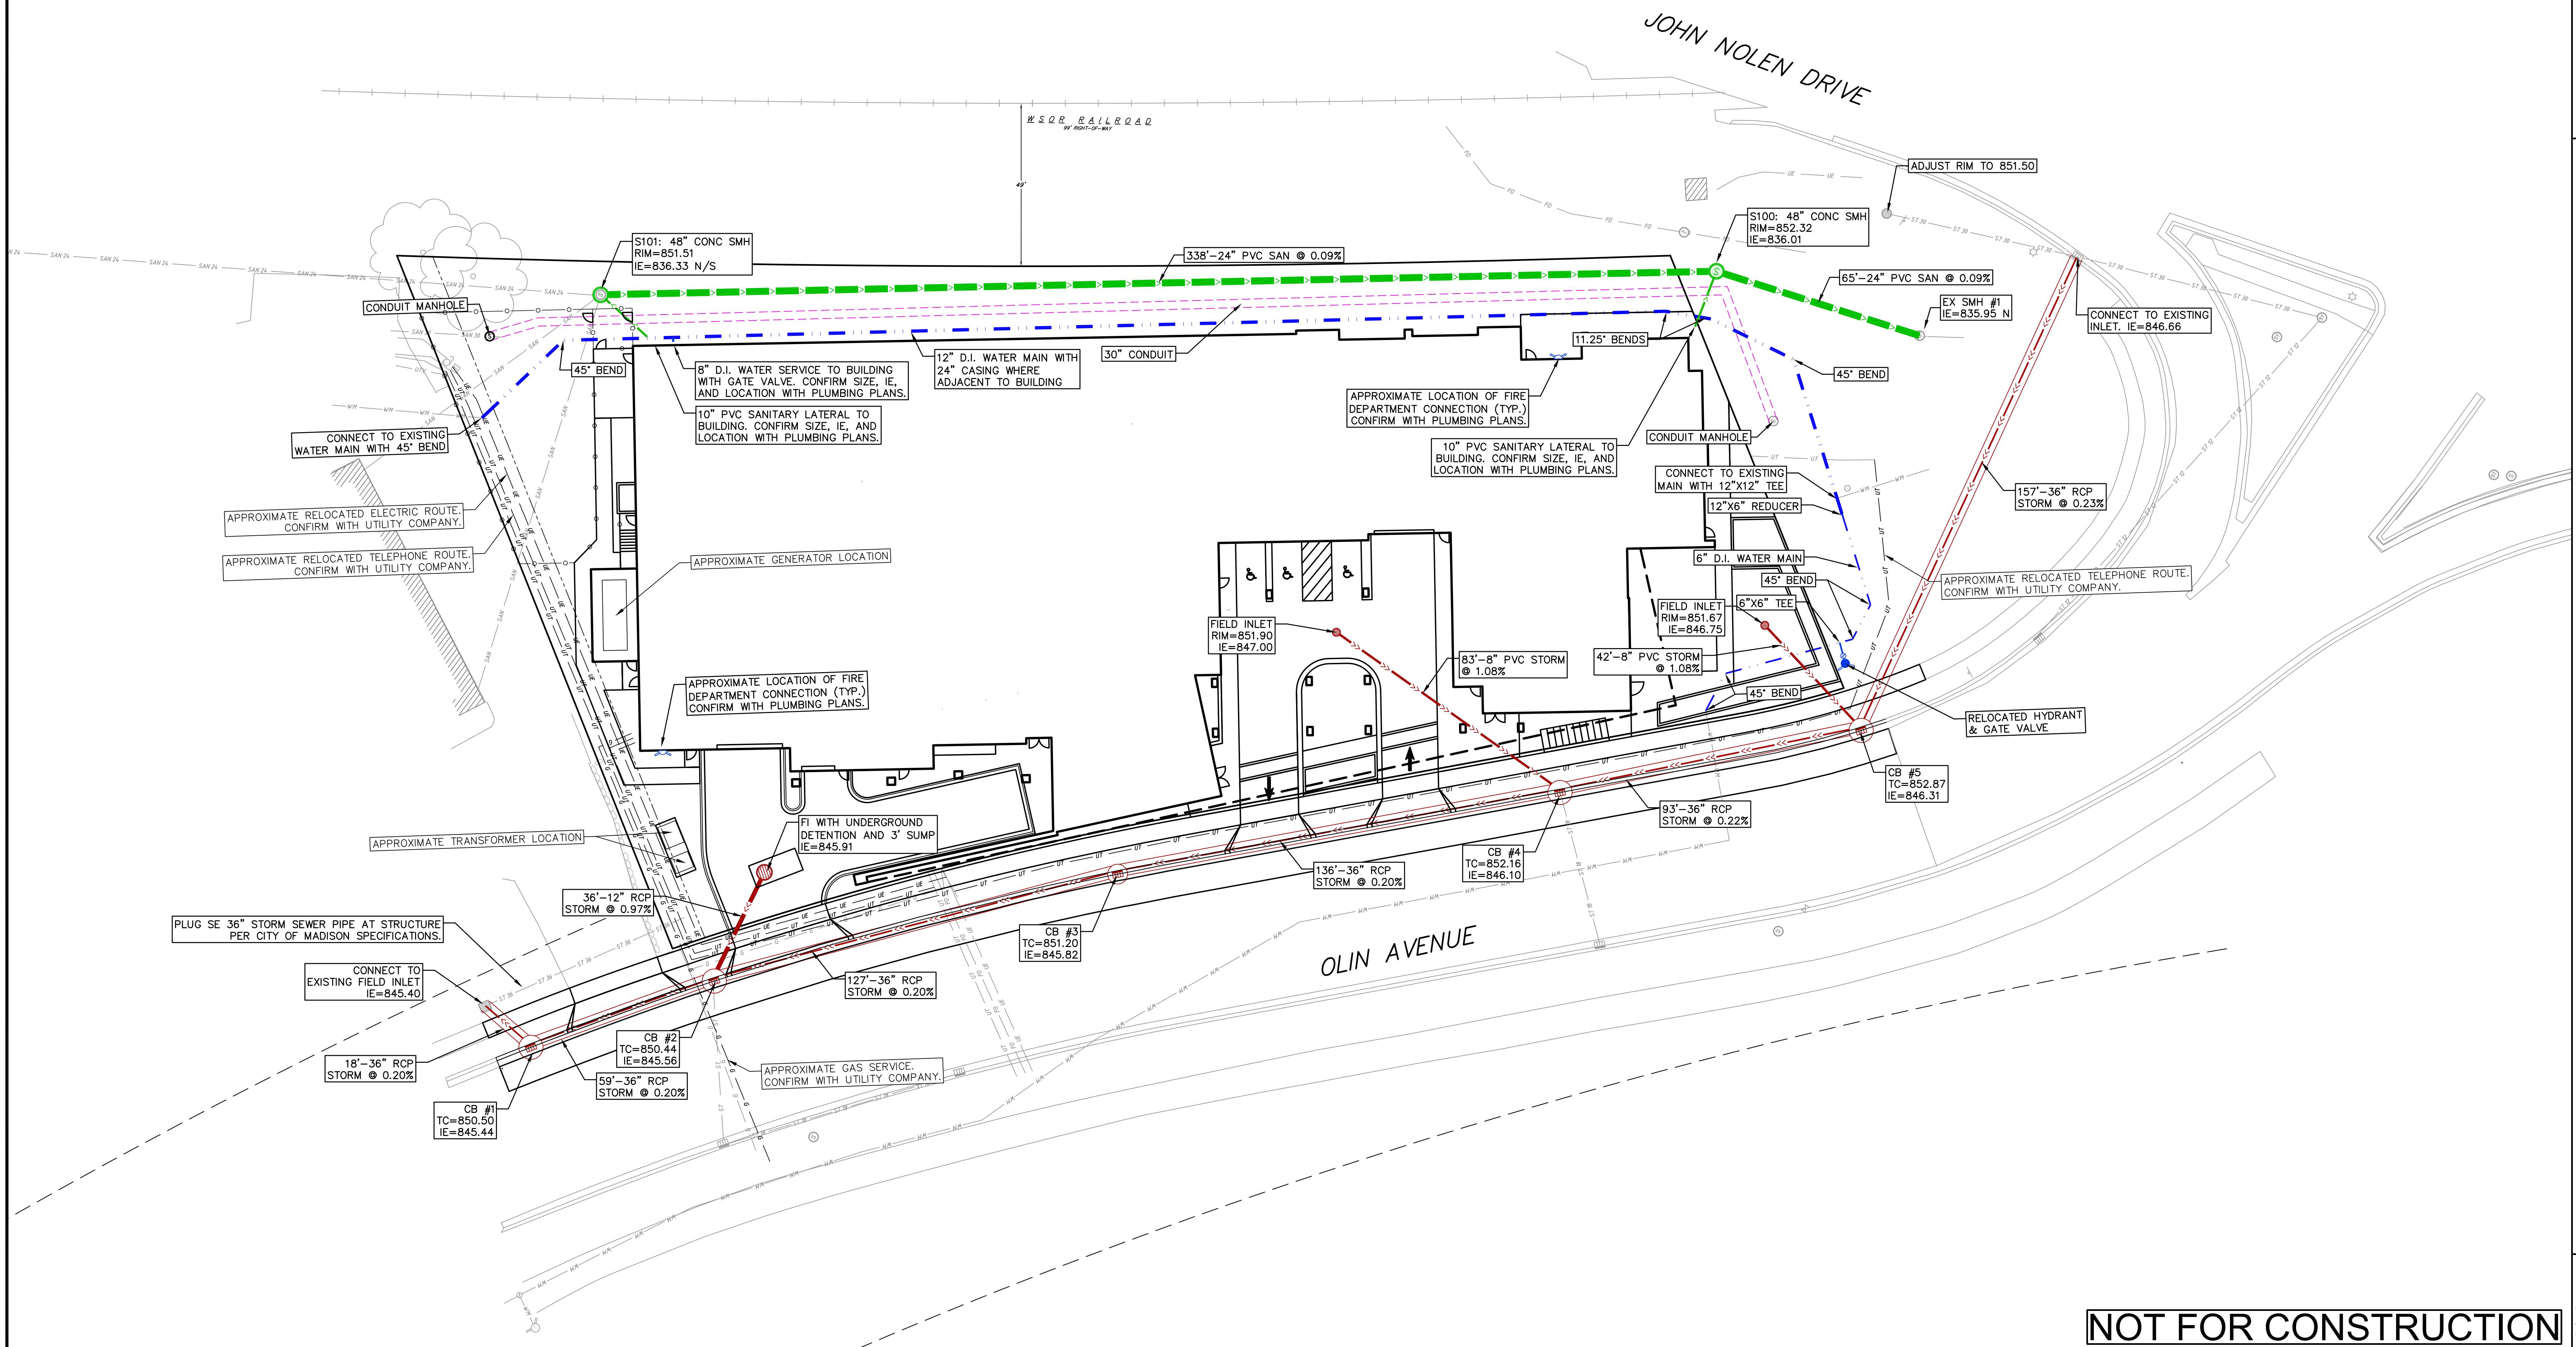 JOHN NOLEN DRIVE
WSOR RAILROAD
99' RIGHT-OF-WAY
49'
ADJUST RIM TO 851.50
S101: 48" CONC SMH
RIM=851.51
IE=836.33 N/S
338'-24" PVC SAN @ 0.09%
S100: 48" CONC SMH
RIM=852.32
IE=836.01
65'-24" PVC SAN @ 0.09%
EX SMH #1
IE=835.95 N
CONNECT TO EXISTING
INLET. IE=846.66
CONDUIT MANHOLE
45° BEND
8" D.I. WATER SERVICE TO BUILDING
WITH GATE VALVE. CONFIRM SIZE, IE,
AND LOCATION WITH PLUMBING PLANS.
12" D.I. WATER MAIN WITH
24" CASING WHERE
ADJACENT TO BUILDING
30" CONDUIT
11.25° BENDS
45° BEND
10" PVC SANITARY LATERAL TO
BUILDING. CONFIRM SIZE, IE, AND
LOCATION WITH PLUMBING PLANS.
APPROXIMATE LOCATION OF FIRE
DEPARTMENT CONNECTION (TYP.)
CONFIRM WITH PLUMBING PLANS.
CONNECT TO EXISTING
WATER MAIN WITH 45° BEND
10" PVC SANITARY LATERAL TO
BUILDING. CONFIRM SIZE, IE, AND
LOCATION WITH PLUMBING PLANS.
CONDUIT MANHOLE
CONNECT TO EXISTING
MAIN WITH 12"X12" TEE
12"X6" REDUCER
157'-36" RCP
STORM @ 0.23%
APPROXIMATE RELOCATED ELECTRIC ROUTE.
CONFIRM WITH UTILITY COMPANY.
APPROXIMATE RELOCATED TELEPHONE ROUTE.
CONFIRM WITH UTILITY COMPANY.
APPROXIMATE GENERATOR LOCATION
6" D.I. WATER MAIN
45° BEND
6"X6" TEE
APPROXIMATE RELOCATED TELEPHONE ROUTE.
CONFIRM WITH UTILITY COMPANY.
FIELD INLET
RIM=851.67
IE=846.75
FIELD INLET
RIM=851.90
IE=847.00
83'-8" PVC STORM
@ 1.08%
42'-8" PVC STORM
@ 1.08%
45° BEND
APPROXIMATE LOCATION OF FIRE
DEPARTMENT CONNECTION (TYP.)
CONFIRM WITH PLUMBING PLANS.
RELOCATED HYDRANT
& GATE VALVE
CB #5
TC=852.87
IE=846.31
93'-36" RCP
STORM @ 0.22%
FI WITH UNDERGROUND
DETENTION AND 3' SUMP
IE=845.91
APPROXIMATE TRANSFORMER LOCATION
CB #4
TC=852.16
IE=846.10
136'-36" RCP
STORM @ 0.20%
36'-12" RCP
STORM @ 0.97%
PLUG SE 36" STORM SEWER PIPE AT STRUCTURE
PER CITY OF MADISON SPECIFICATIONS.
CB #3
TC=851.20
IE=845.82
OLIN AVENUE
CONNECT TO
EXISTING FIELD INLET
IE=845.40
127'-36" RCP
STORM @ 0.20%
CB #2
TC=850.44
IE=845.56
18'-36" RCP
STORM @ 0.20%
59'-36" RCP
STORM @ 0.20%
APPROXIMATE GAS SERVICE.
CONFIRM WITH UTILITY COMPANY.
CB #1
TC=850.50
IE=845.44
NOT FOR CONSTRUCTION